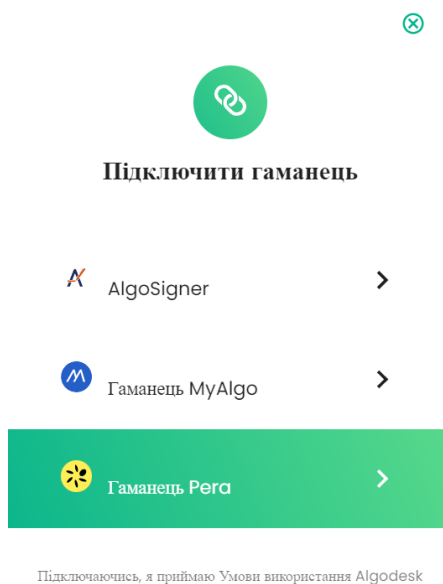 Підключити гаманець
AlgoSigner
Гаманець MyAlgo
Гаманець Pera
Підключаючись, я приймаю Умови використання Algodesk